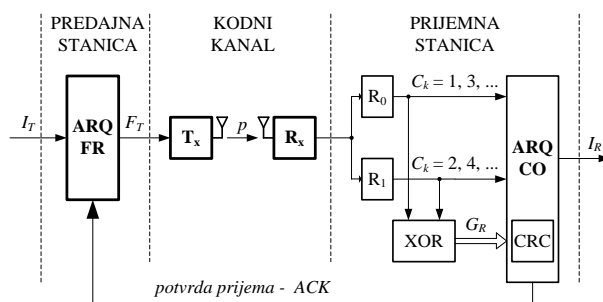 PREDAJNA STANICA
KODNI KANAL
PRIJEMNA STANICA
I_T
ARQ FR
F_T
T_x
p
R_x
R_0
C_k = 1, 3, ...
R_1
C_k = 2, 4, ...
ARQ CO
I_R
XOR
G_R
CRC
potvrda prijema - ACK